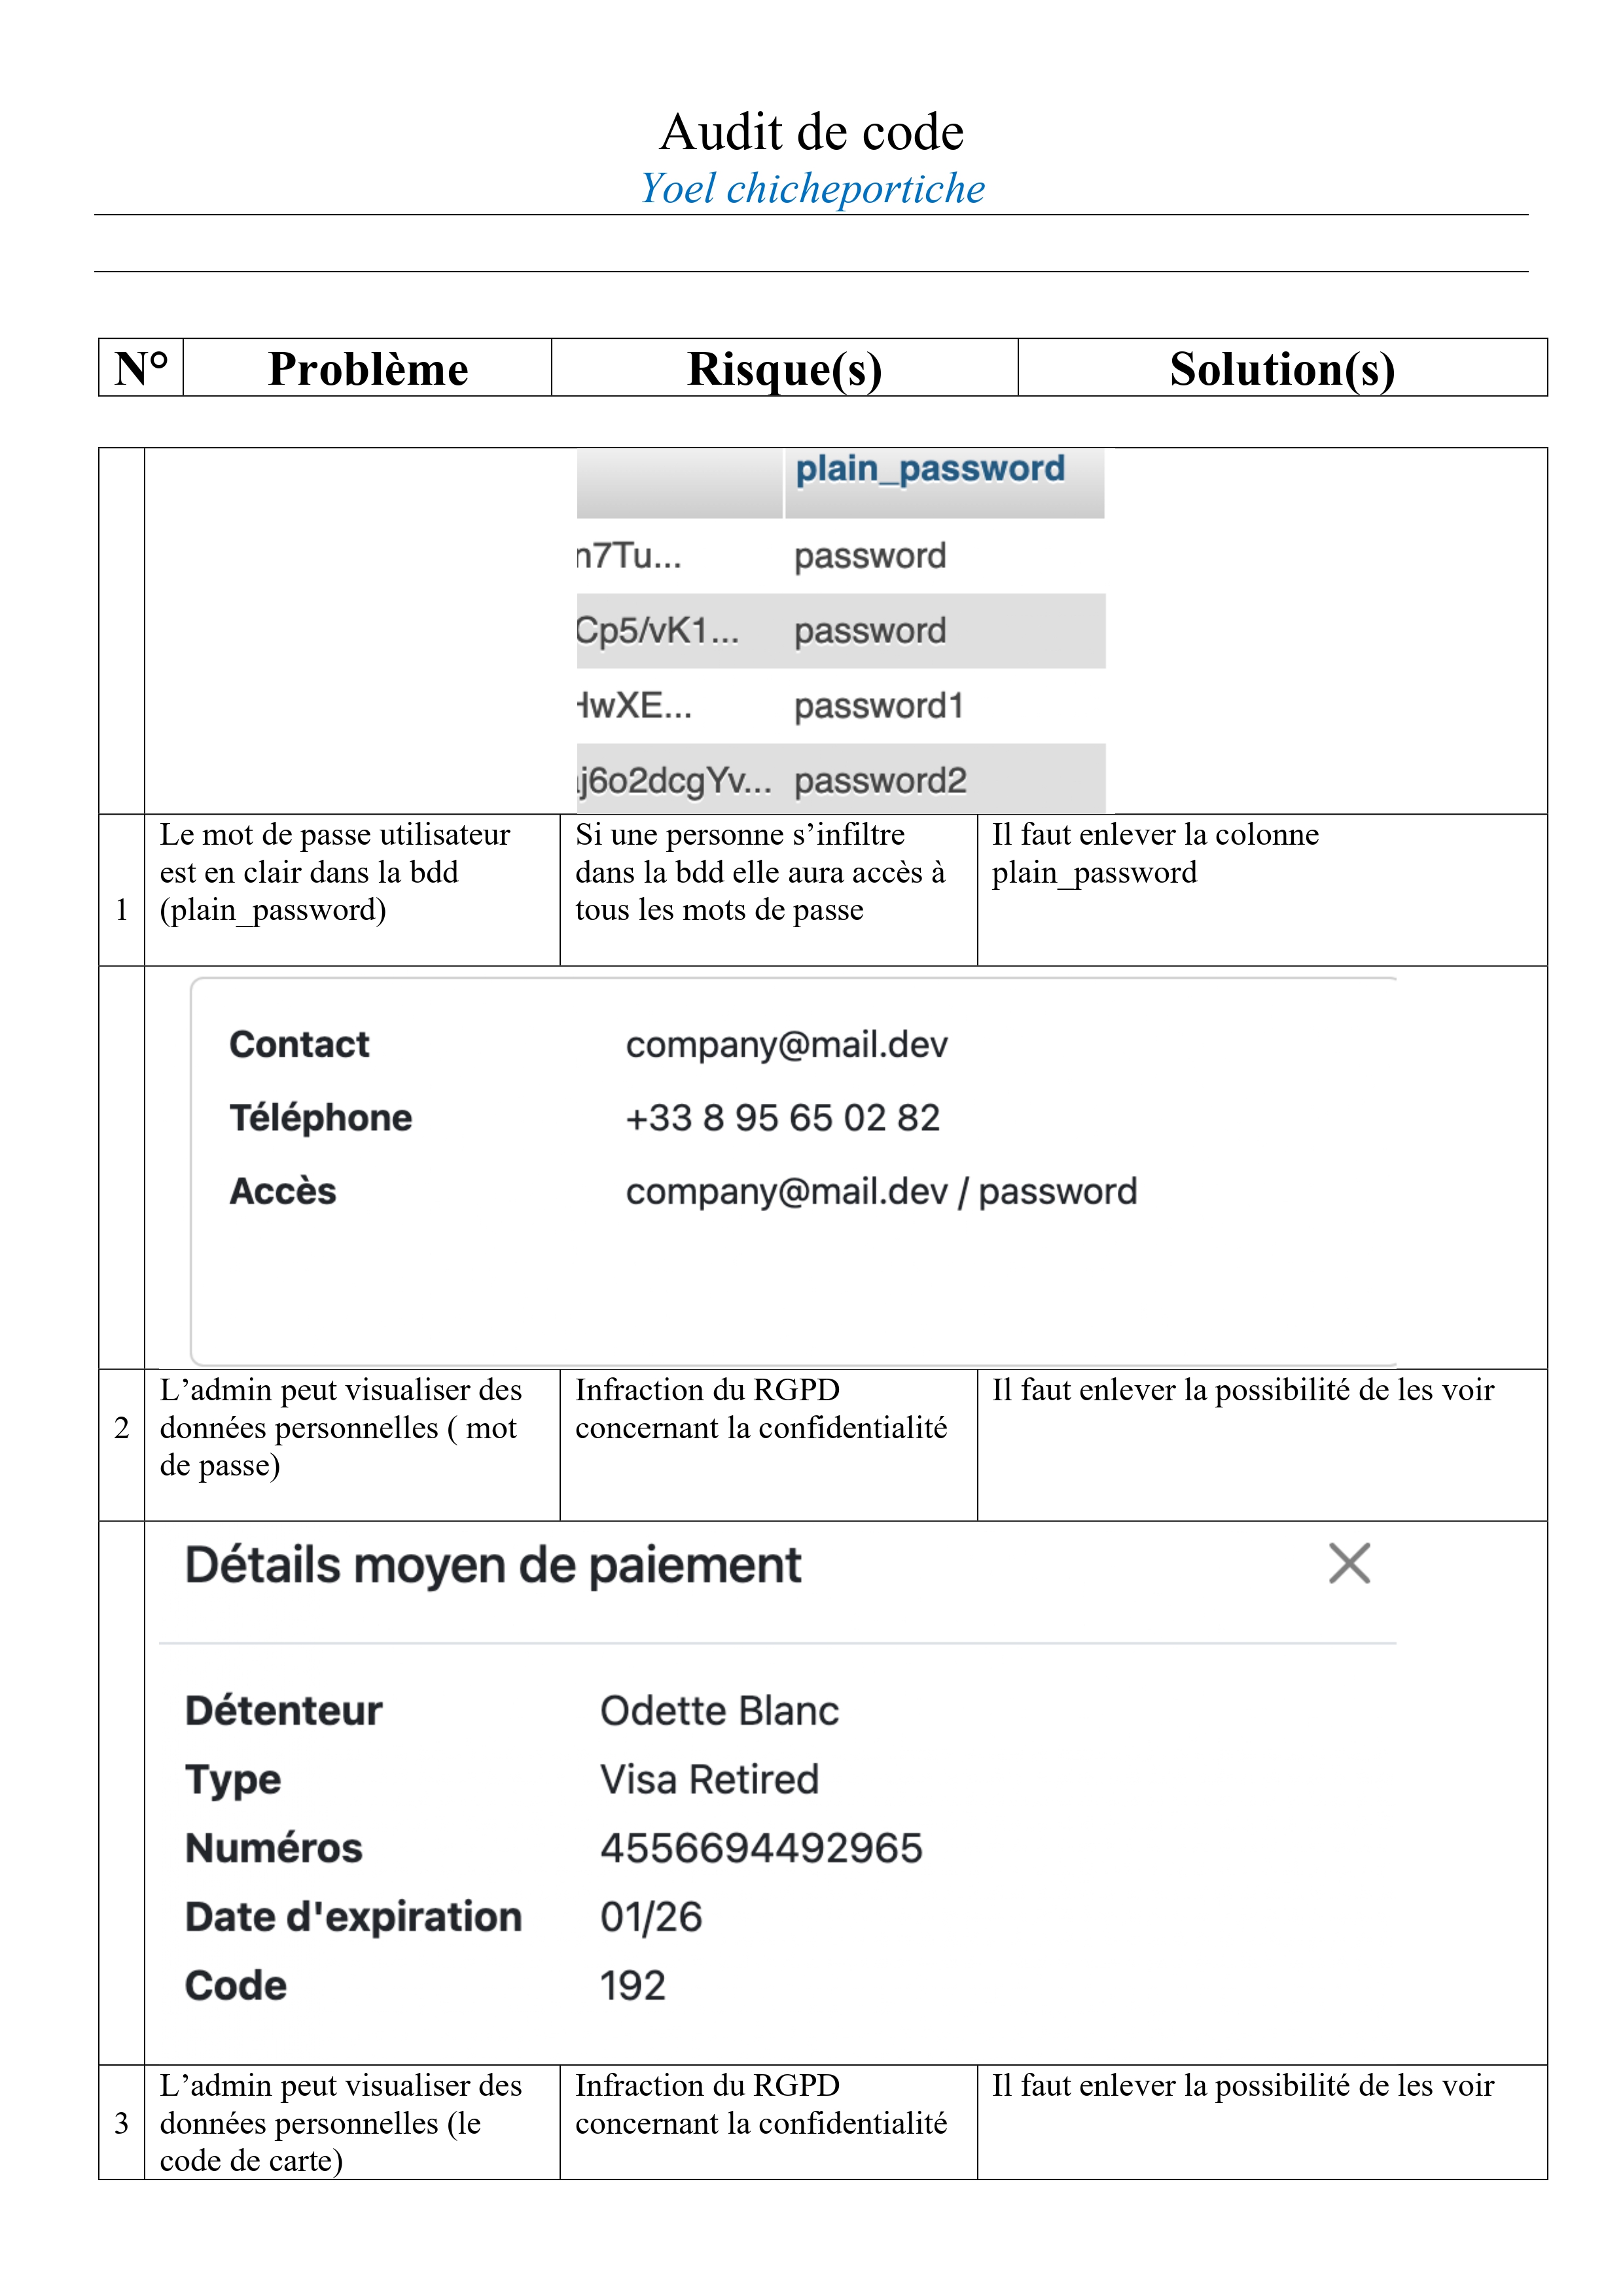 Audit de code
Yoel chicheportiche
N° Problème Risque(s) Solution(s)
plain_password
n7Tu... password
Cp5/vK1... password
HwXE... password1
j6o2dcgYv... password2
1
Le mot de passe utilisateur
est en clair dans la bdd
(plain_password)
Si une personne s’infiltre
dans la bdd elle aura accès à
tous les mots de passe
Il faut enlever la colonne
plain_password
Contact company@mail.dev
Téléphone +33 8 95 65 02 82
Accès company@mail.dev / password
2
L’admin peut visualiser des
données personnelles ( mot
de passe)
Infraction du RGPD
concernant la confidentialité
Il faut enlever la possibilité de les voir
Détails moyen de paiement
Détenteur Odette Blanc
Type Visa Retired
Numéros 4556694492965
Date d'expiration 01/26
Code 192
3
L’admin peut visualiser des
données personnelles (le
code de carte)
Infraction du RGPD
concernant la confidentialité
Il faut enlever la possibilité de les voir